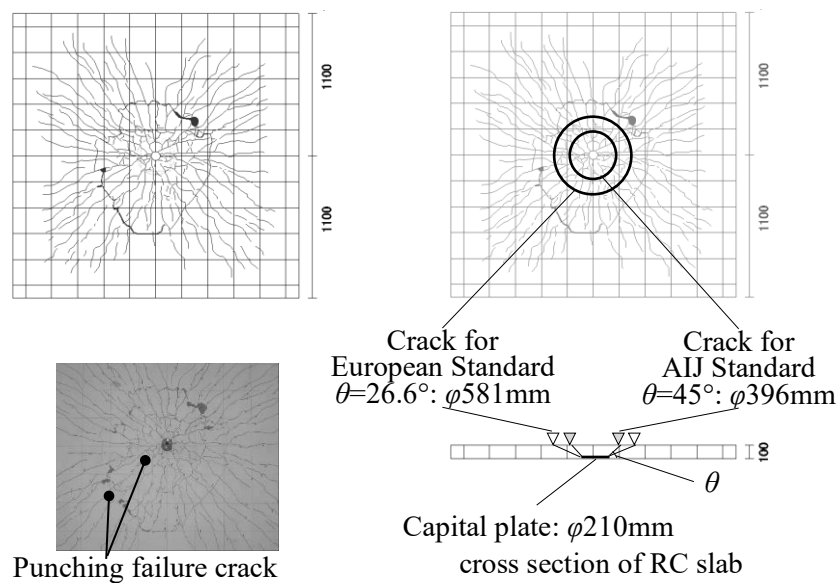 1100
1100
1100
1100
Crack for
European Standard
θ=26.6°: φ581mm
Crack for
AIJ Standard
θ=45°: φ396mm
100
θ
Capital plate: φ210mm
cross section of RC slab
Punching failure crack